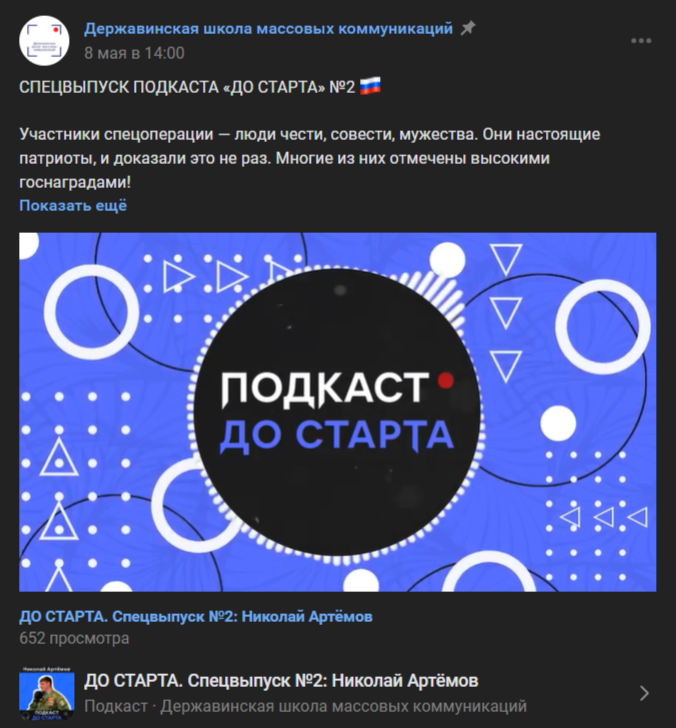 Державинская школа массовых коммуникаций
8 мая в 14:00
СПЕЦВЫПУСК ПОДКАСТА «ДО СТАРТА» №2
Участники спецоперации — люди чести, совести, мужества. Они настоящие
патриоты, и доказали это не раз. Многие из них отмечены высокими
госнаградами!
Показать ещё
ПОДКАСТ
ДО СТАРТА
ДО СТАРТА. Спецвыпуск №2: Николай Артёмов
652 просмотра
Николай Артёмов
ПОДКАСТ
ДО СТАРТА
ДО СТАРТА. Спецвыпуск №2: Николай Артёмов
Подкаст · Державинская школа массовых коммуникаций